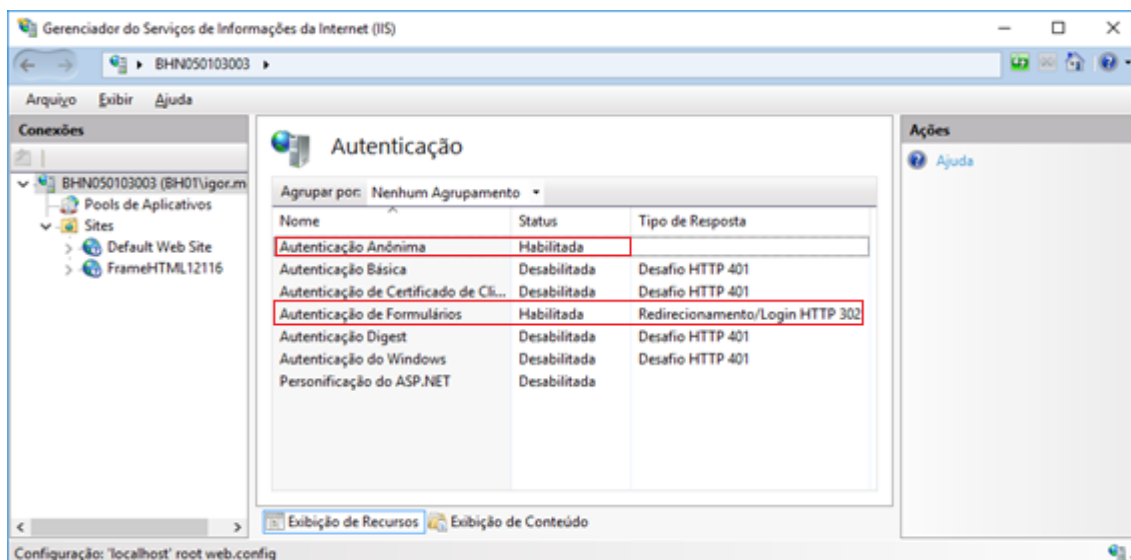 Gerenciador do Serviços de Informações da Internet (IIS)
BHN050103003
Arquivo Exibir Ajuda
Conexões
BHN050103003 (BH01\igor.m
Pools de Aplicativos
Sites
Default Web Site
FrameHTML12116
Autenticação
Agrupar por: Nenhum Agrupamento
Nome Status Tipo de Resposta
Autenticação Anônima Habilitada
Autenticação Básica Desabilitada Desafio HTTP 401
Autenticação de Certificado de Cli... Desabilitada Desafio HTTP 401
Autenticação de Formulários Habilitada Redirecionamento/Login HTTP 302
Autenticação Digest Desabilitada Desafio HTTP 401
Autenticação do Windows Desabilitada Desafio HTTP 401
Personificação do ASP.NET Desabilitada
Exibição de Recursos Exibição de Conteúdo
Ações
Ajuda
Configuração: 'localhost' root web.config